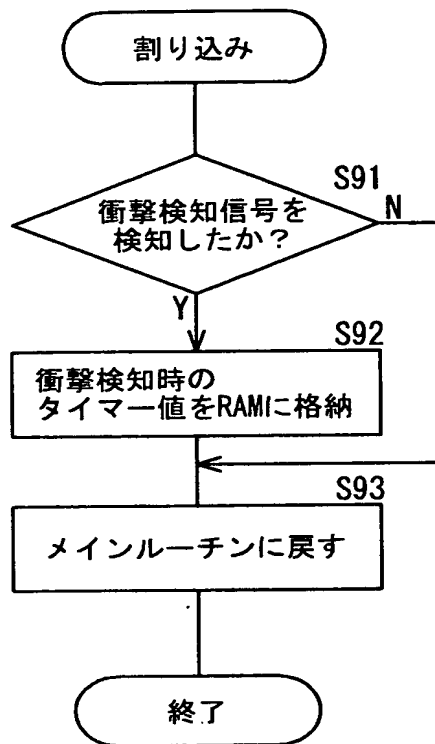 割り込み
S91
衝撃検知信号を
検知したか？
N
Y
S92
衝撃検知時の
タイマー値をRAMに格納
S93
メインルーチンに戻す
終了